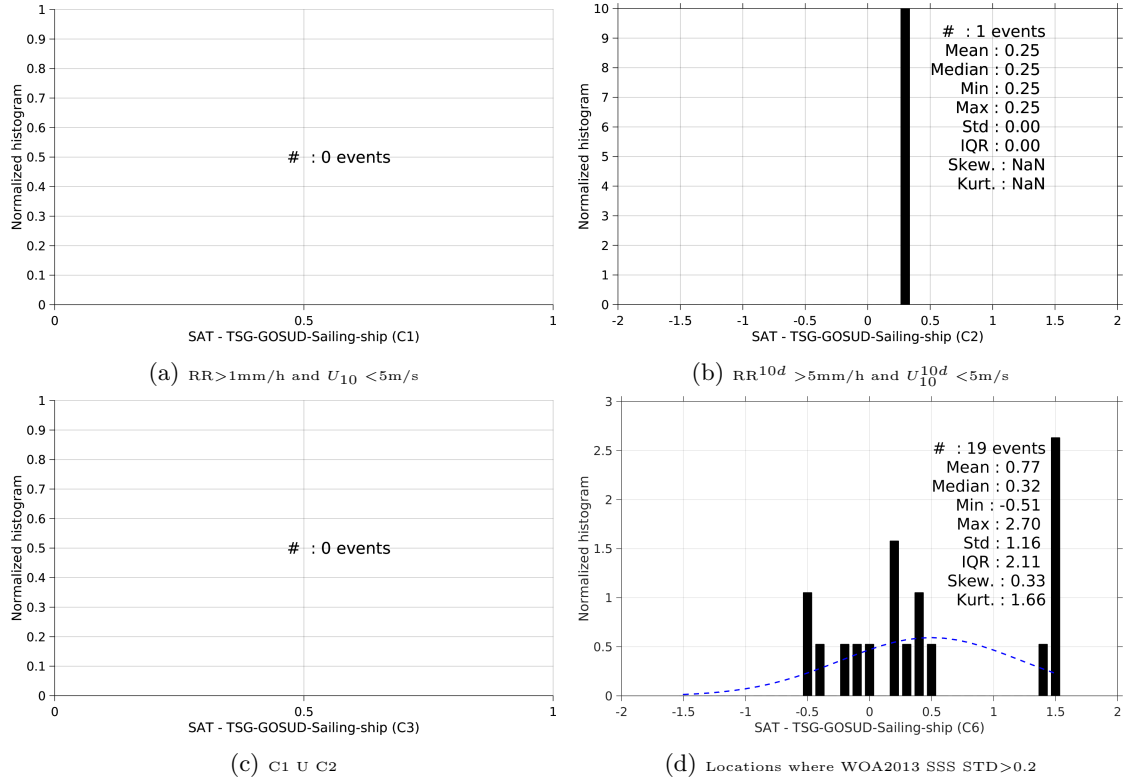 1
0.9
0.8
0.7
0.6
0.5
0.4
0.3
0.2
0.1
0
Normalized histogram
# : 0 events
0 0.5 1
SAT - TSG-GOSUD-Sailing-ship (C1)
(a) RR>1mm/h and U10 <5m/s
10
9
8
7
6
5
4
3
2
1
0
Normalized histogram
# : 1 events
Mean : 0.25
Median : 0.25
Min : 0.25
Max : 0.25
Std : 0.00
IQR : 0.00
Skew. : NaN
Kurt. : NaN
-2 -1.5 -1 -0.5 0 0.5 1 1.5 2
SAT - TSG-GOSUD-Sailing-ship (C2)
(b) RR^10d >5mm/h and U_10^10d <5m/s
1
0.9
0.8
0.7
0.6
0.5
0.4
0.3
0.2
0.1
0
Normalized histogram
# : 0 events
0 0.5 1
SAT - TSG-GOSUD-Sailing-ship (C3)
(c) C1 U C2
3
2.5
2
1.5
1
0.5
0
Normalized histogram
# : 19 events
Mean : 0.77
Median : 0.32
Min : -0.51
Max : 2.70
Std : 1.16
IQR : 2.11
Skew. : 0.33
Kurt. : 1.66
-2 -1.5 -1 -0.5 0 0.5 1 1.5 2
SAT - TSG-GOSUD-Sailing-ship (C6)
(d) Locations where WOA2013 SSS STD>0.2